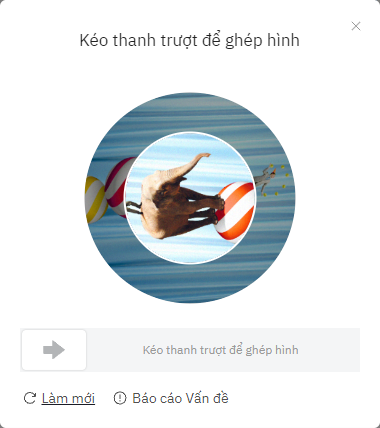 Kéo thanh trượt để ghép hình
Kéo thanh trượt để ghép hình
Làm mới
Báo cáo Vấn đề